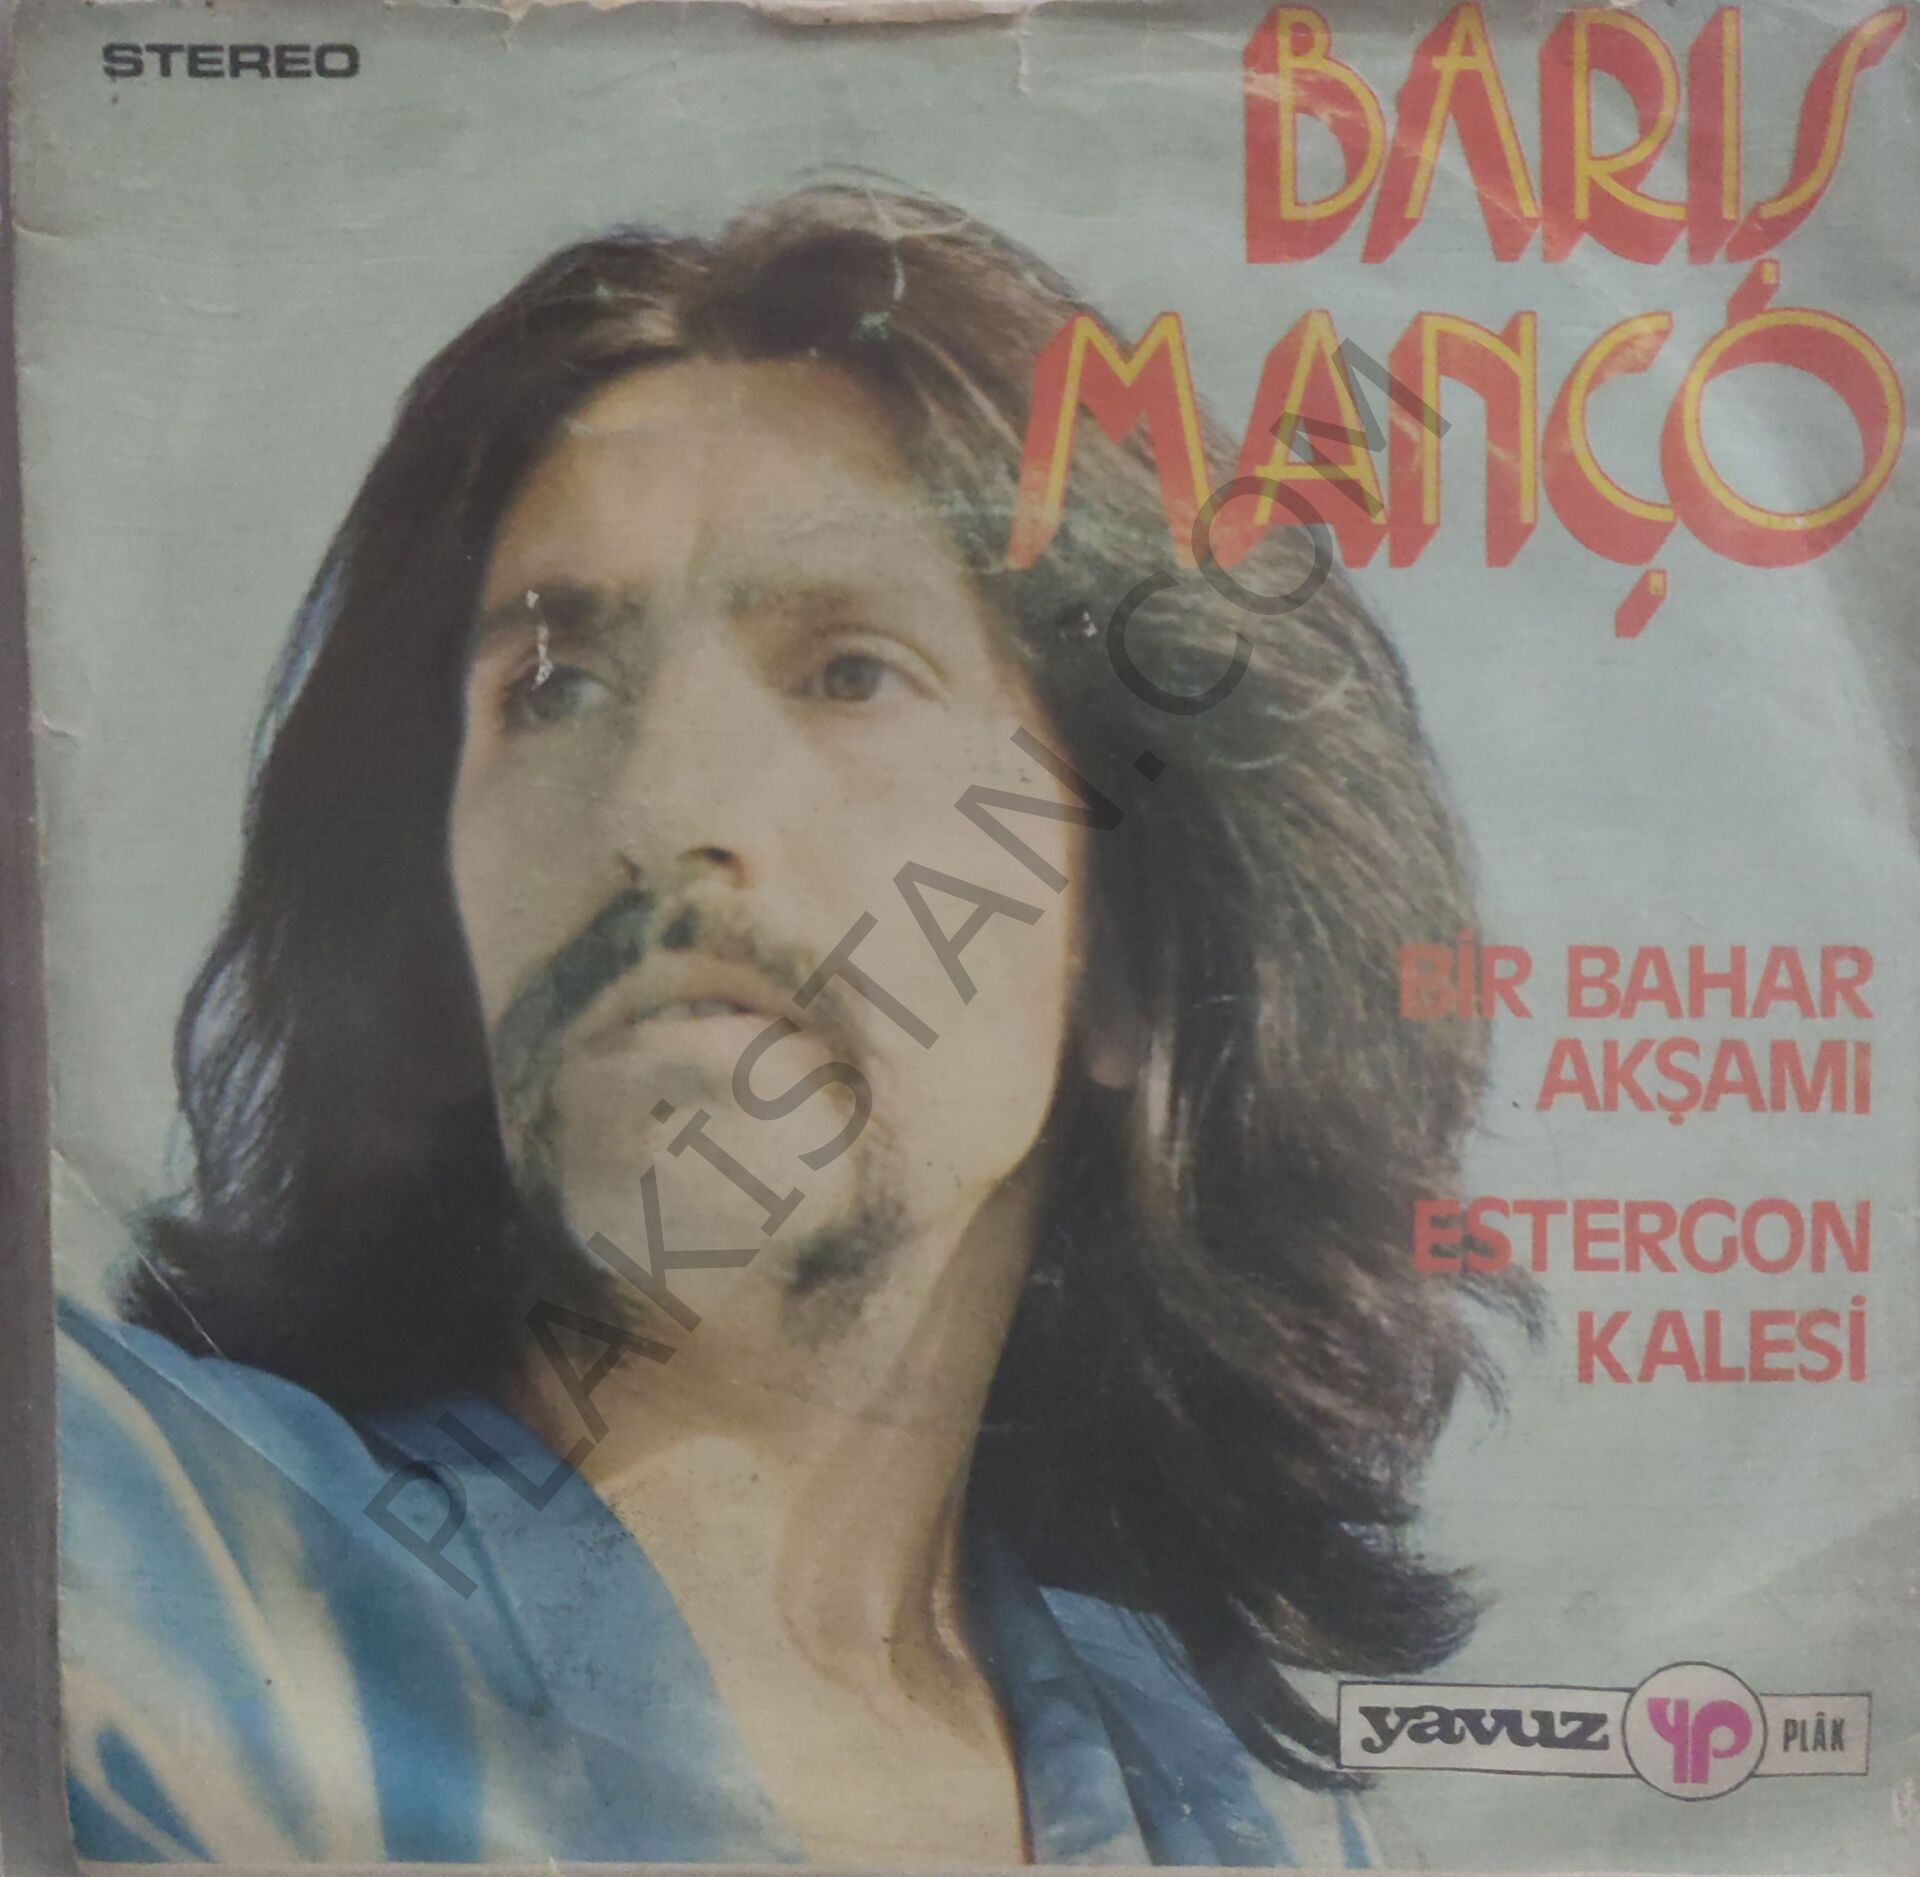 STEREO
BARIŞ
MANÇO
BİR BAHAR
AKŞAMI
ESTERGON
KALESİ
yavuz YP PLÂK
PLAKİSTAN.COM